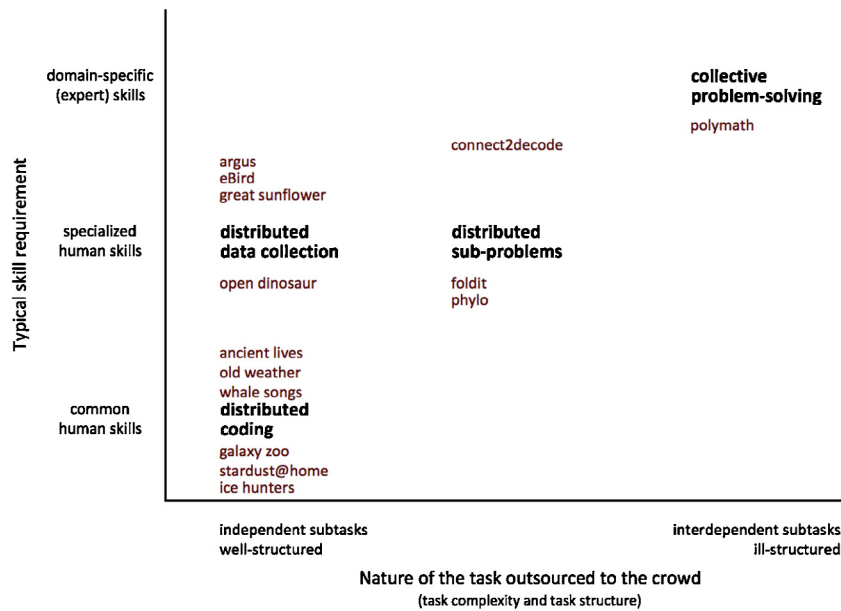 domain-specific
(expert) skills
collective
problem-solving
polymath
connect2decode
argus
eBird
great sunflower
Typical skill requirement
specialized
human skills
distributed
data collection
distributed
sub-problems
open dinosaur
foldit
phylo
ancient lives
old weather
whale songs
common
human skills
distributed
coding
galaxy zoo
stardust@home
ice hunters
independent subtasks
well-structured
interdependent subtasks
ill-structured
Nature of the task outsourced to the crowd
(task complexity and task structure)